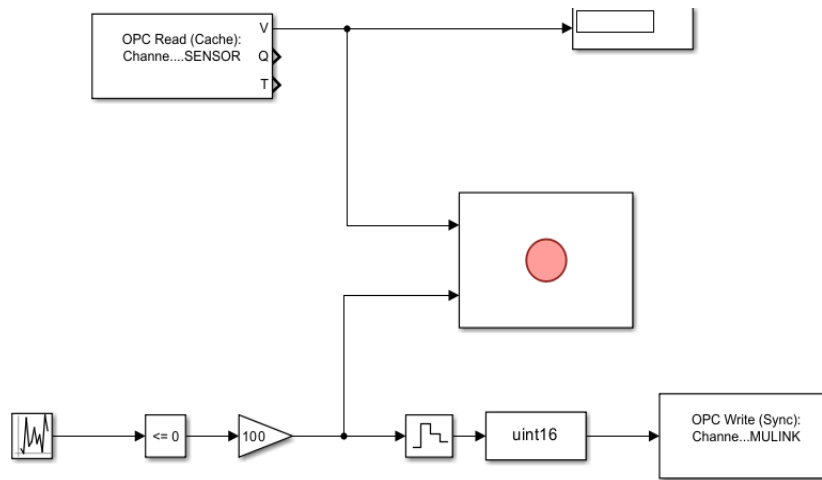 V
OPC Read (Cache):
Channe....SENSOR
Q
T
<= 0
100
uint16
OPC Write (Sync):
Channe...MULINK